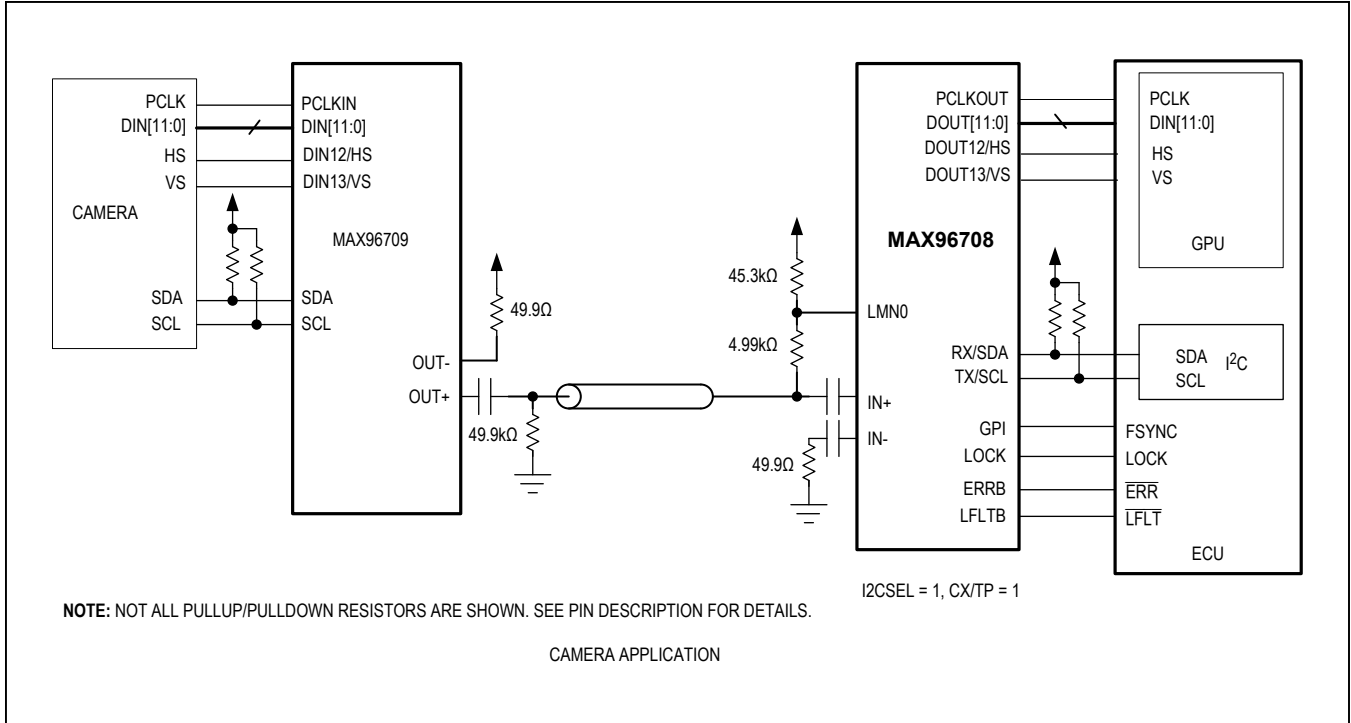 PCLK
DIN[11:0]
HS
VS
CAMERA
SDA
SCL
PCLKIN
DIN[11:0]
DIN12/HS
DIN13/VS
MAX96709
SDA
SCL
OUT-
OUT+
49.9Ω
49.9kΩ
45.3kΩ
4.99kΩ
49.9Ω
PCLKOUT
DOUT[11:0]
DOUT12/HS
DOUT13/VS
MAX96708
LMN0
RX/SDA
TX/SCL
IN+
IN-
GPI
LOCK
ERRB
LFLTB
PCLK
DIN[11:0]
HS
VS
GPU
SDA I²C
SCL
FSYNC
LOCK
ERR
LFLT
ECU
I2CSEL = 1, CX/TP = 1
NOTE: NOT ALL PULLUP/PULLDOWN RESISTORS ARE SHOWN. SEE PIN DESCRIPTION FOR DETAILS.
CAMERA APPLICATION